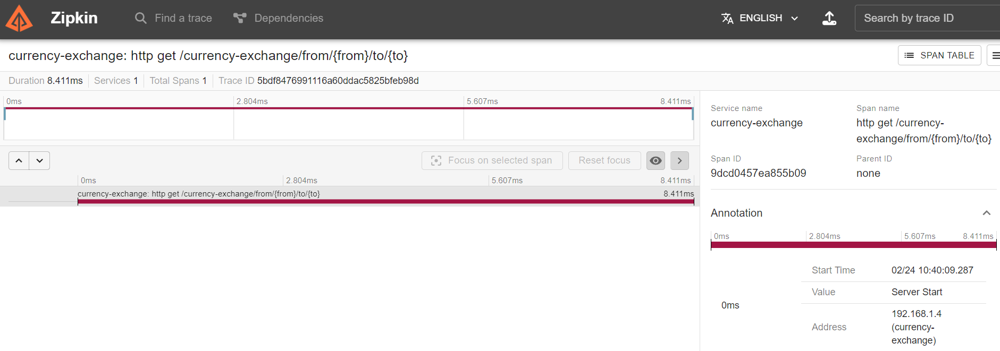 Zipkin
Find a trace
Dependencies
ENGLISH
Search by trace ID
currency-exchange: http get /currency-exchange/from/{from}/to/{to}
SPAN TABLE
Duration 8.411ms
Services 1
Total Spans 1
Trace ID 5bdf8476991116a60ddac5825bfeb98d
0ms
2.804ms
5.607ms
8.411ms
Focus on selected span
Reset focus
0ms
2.804ms
5.607ms
8.411ms
currency-exchange: http get /currency-exchange/from/{from}/to/{to}
8.411ms
Service name
currency-exchange
Span name
http get /currency-
exchange/from/{from}/to/{to}
Span ID
9dcd0457ea855b09
Parent ID
none
Annotation
0ms
2.804ms
5.607ms
8.411ms
0ms
Start Time
02/24 10:40:09.287
Value
Server Start
Address
192.168.1.4
(currency-
exchange)